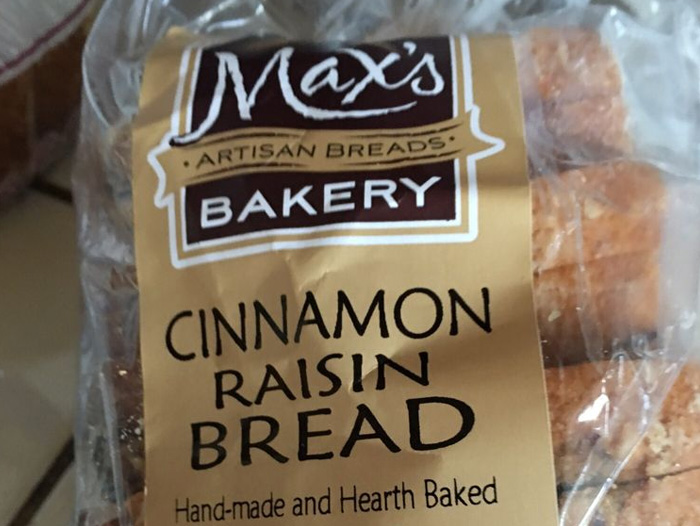 Max's
• ARTISAN BREADS •
BAKERY
CINNAMON
RAISIN
BREAD
Hand-made and Hearth Baked